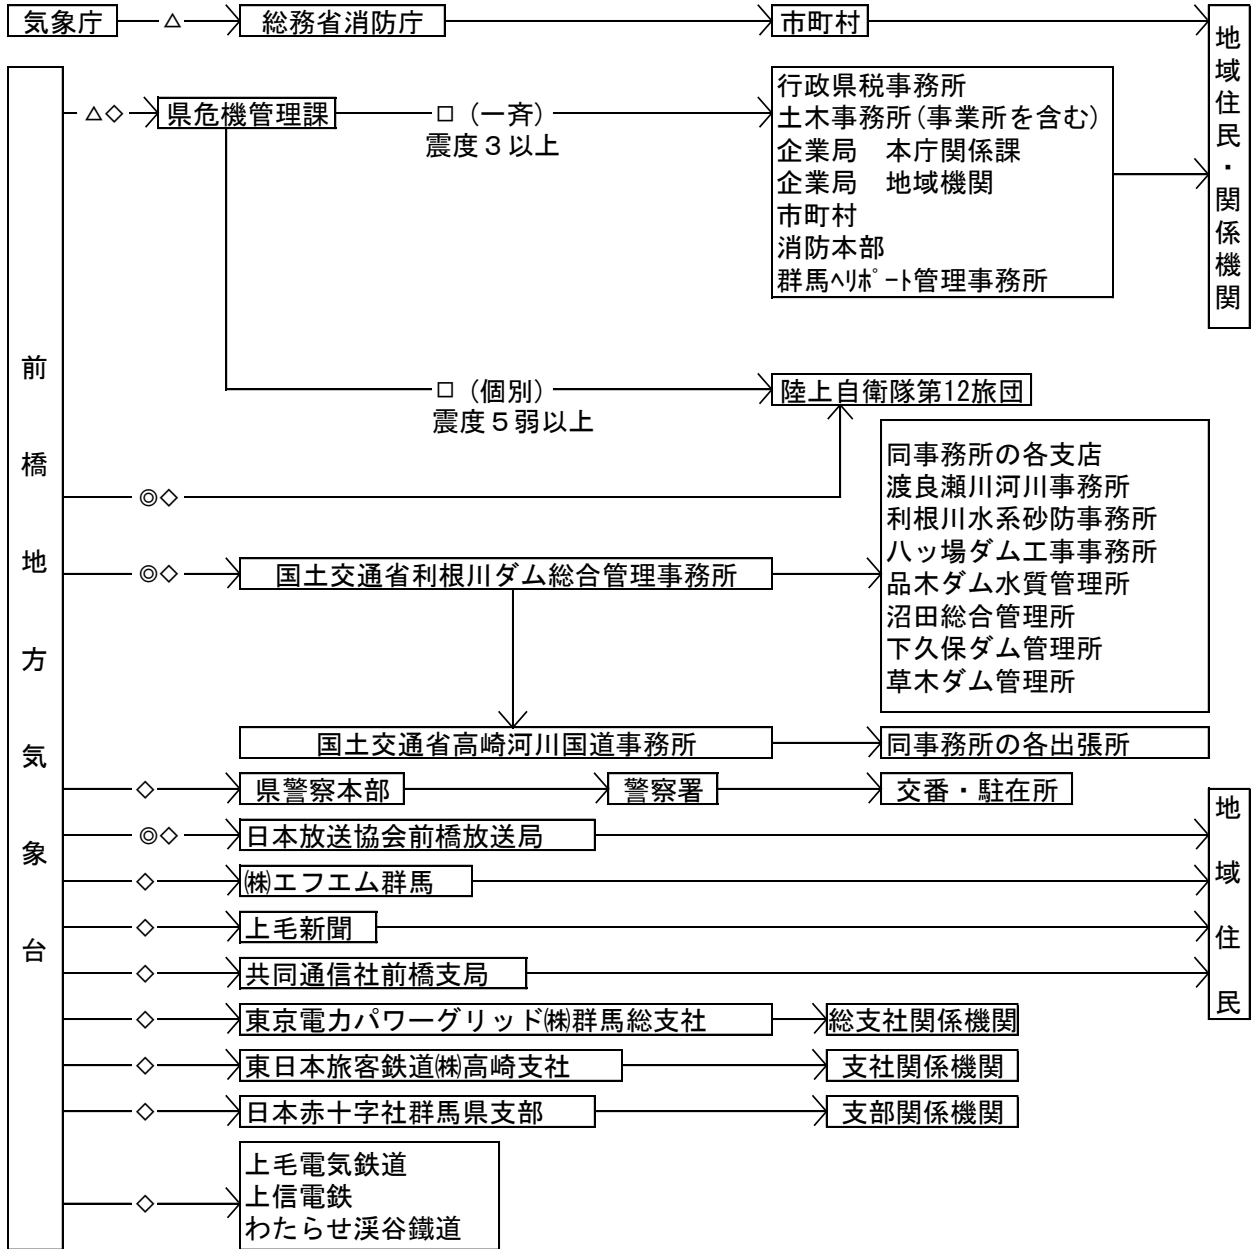 気象庁 △ 総務省消防庁 市町村
地域住民・関係機関
前橋地方気象台
△◇ 県危機管理課 □（一斉）
震度３以上
行政県税事務所
土木事務所(事業所を含む)
企業局　本庁関係課
企業局　地域機関
市町村
消防本部
群馬ﾍﾘﾎﾟｰﾄ管理事務所
□（個別） 陸上自衛隊第12旅団
震度５弱以上
◎◇
◎◇ 国土交通省利根川ダム総合管理事務所
同事務所の各支店
渡良瀬川河川事務所
利根川水系砂防事務所
八ッ場ダム工事事務所
品木ダム水質管理所
沼田総合管理所
下久保ダム管理所
草木ダム管理所
国土交通省高崎河川国道事務所 同事務所の各出張所
◇ 県警察本部 警察署 交番・駐在所
地域住民
◎◇ 日本放送協会前橋放送局
◇ ㈱エフエム群馬
◇ 上毛新聞
◇ 共同通信社前橋支局
◇ 東京電力パワーグリッド㈱群馬総支社 総支社関係機関
◇ 東日本旅客鉄道㈱高崎支社 支社関係機関
◇ 日本赤十字社群馬県支部 支部関係機関
上毛電気鉄道
◇ 上信電鉄
わたらせ渓谷鐵道